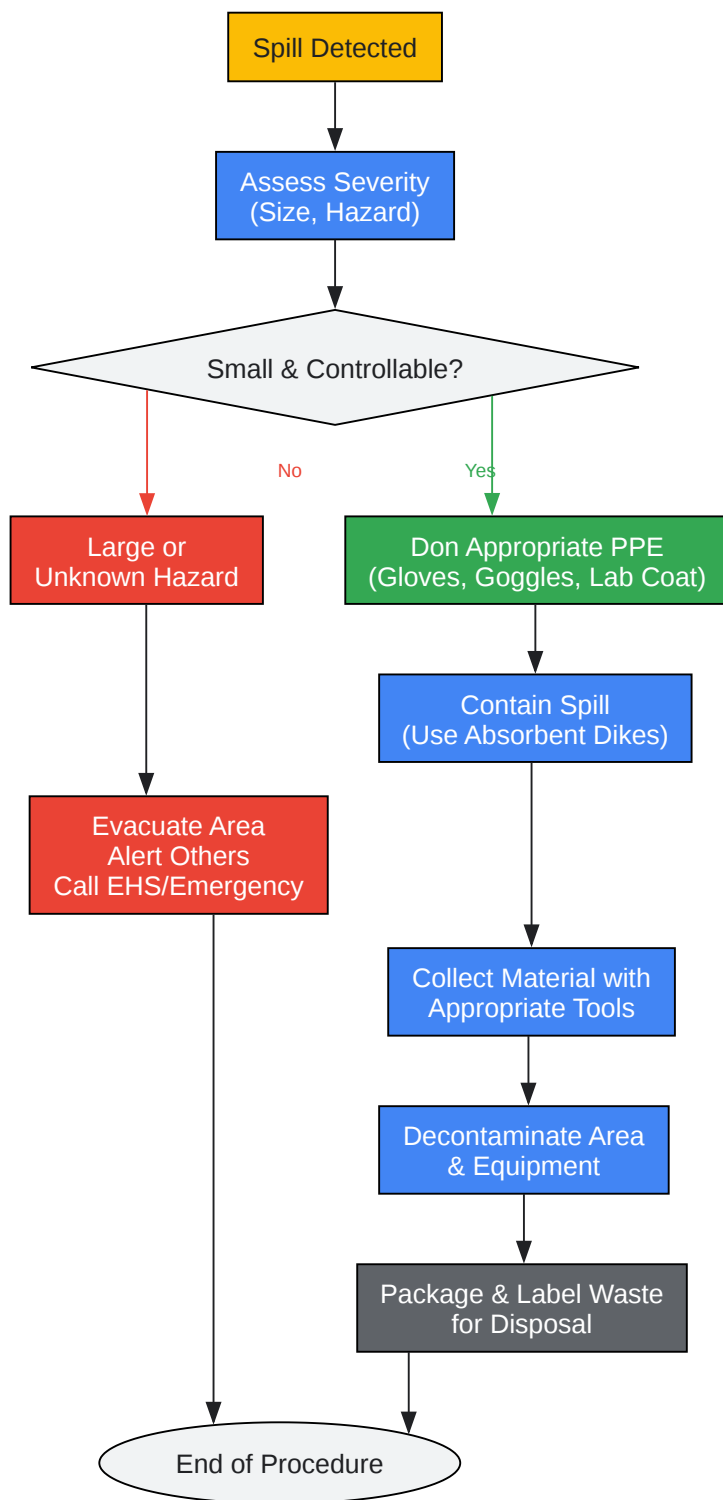 Spill Detected
Assess Severity
(Size, Hazard)
Small & Controllable?
No
Yes
Large or
Unknown Hazard
Don Appropriate PPE
(Gloves, Goggles, Lab Coat)
Contain Spill
(Use Absorbent Dikes)
Evacuate Area
Alert Others
Call EHS/Emergency
Collect Material with
Appropriate Tools
Decontaminate Area
& Equipment
Package & Label Waste
for Disposal
End of Procedure